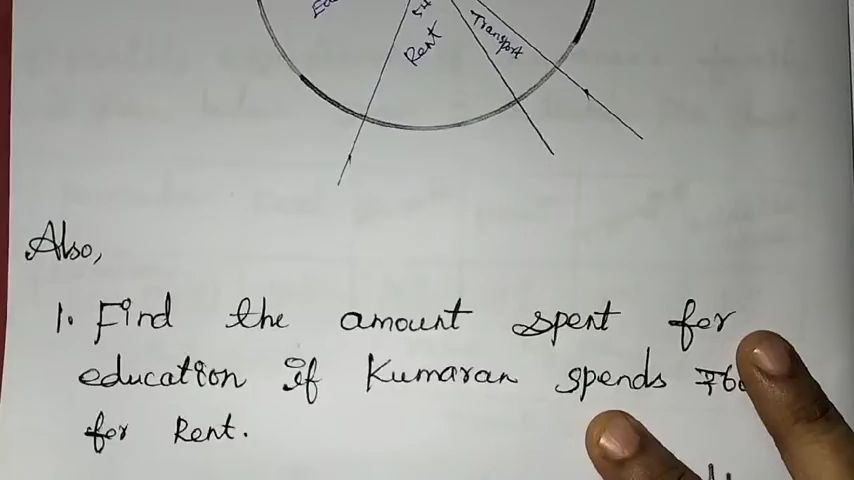 Rent
Transport
Also,
1. Find the amount spent for
education if Kumaran spends
for Rent.